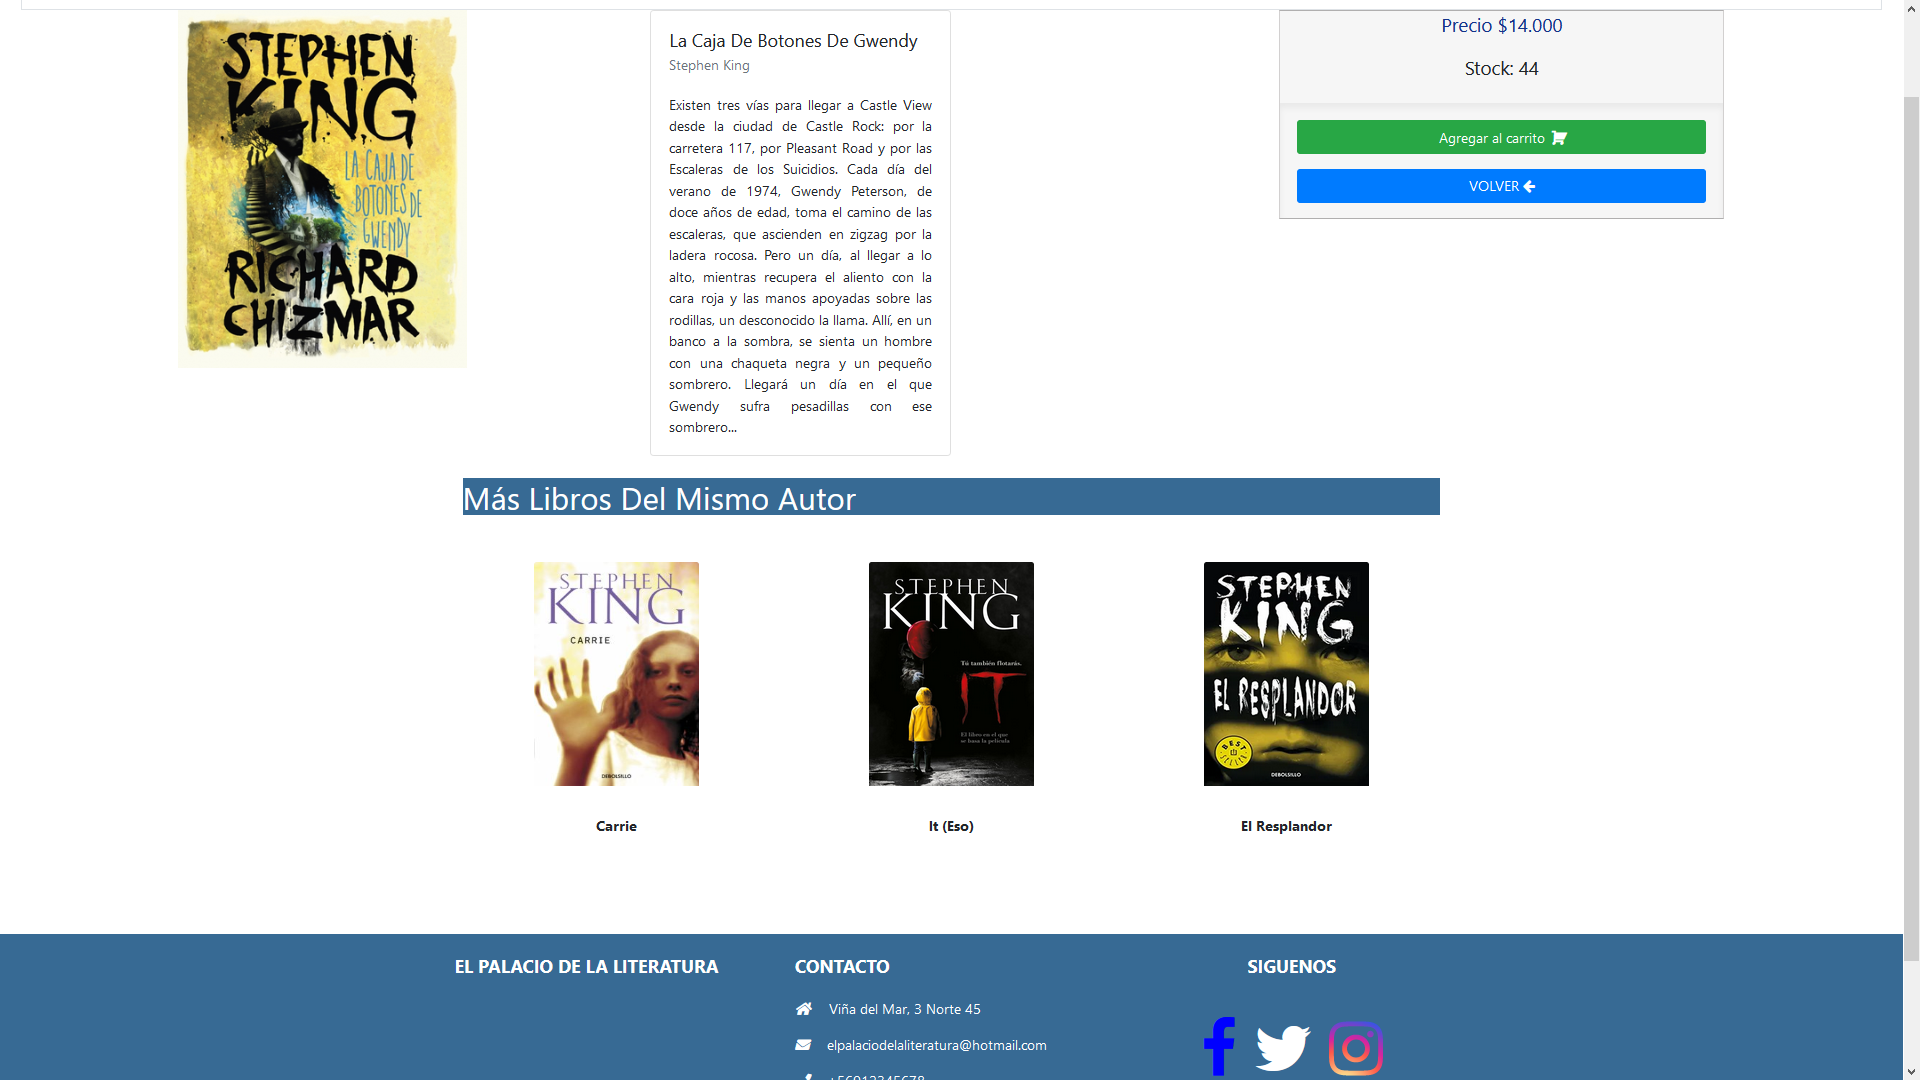 STEPHEN
KING
LA CAJA DE
BOTONES DE
GWENDY
RICHARD
CHIZMAR
La Caja De Botones De Gwendy
Stephen King
Existen tres vías para llegar a Castle View
desde la ciudad de Castle Rock: por la
carretera 117, por Pleasant Road y por las
Escaleras de los Suicidios. Cada día del
verano de 1974, Gwendy Peterson, de
doce años de edad, toma el camino de las
escaleras, que ascienden en zigzag por la
ladera rocosa. Pero un día, al llegar a lo
alto, mientras recupera el aliento con la
cara roja y las manos apoyadas sobre las
rodillas, un desconocido la llama. Allí, en un
banco a la sombra, se sienta un hombre
con una chaqueta negra y un pequeño
sombrero. Llegará un día en el que
Gwendy sufra pesadillas con ese
sombrero...
Precio $14.000
Stock: 44
Agregar al carrito
VOLVER
Más Libros Del Mismo Autor
STEPHEN
KING
CARRIE
DEBOLSILLO
Carrie
STEPHEN
KING
Tú también flotarás.
IT
El libro en el que
se basa la película
It (Eso)
STEPHEN
KING
EL RESPLANDOR
BEST
SELLER
DEBOLSILLO
El Resplandor
EL PALACIO DE LA LITERATURA
CONTACTO
Viña del Mar, 3 Norte 45
elpalaciodelaliteratura@hotmail.com
+56912345678
SIGUENOS